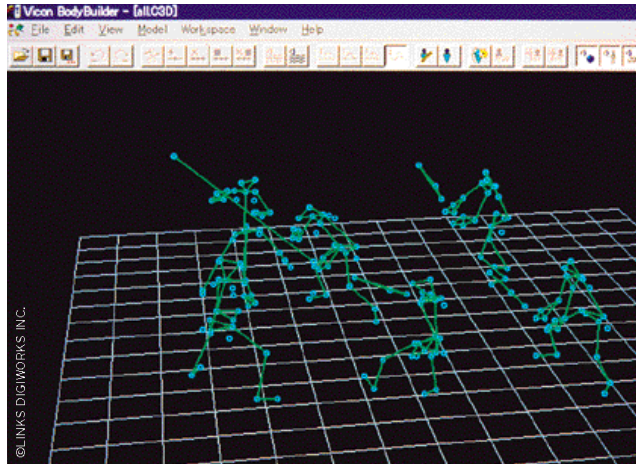 Vicon BodyBuilder - [all.C3D]
File Edit View Model Workspace Window Help
©LINKS DIGIWORKS INC.